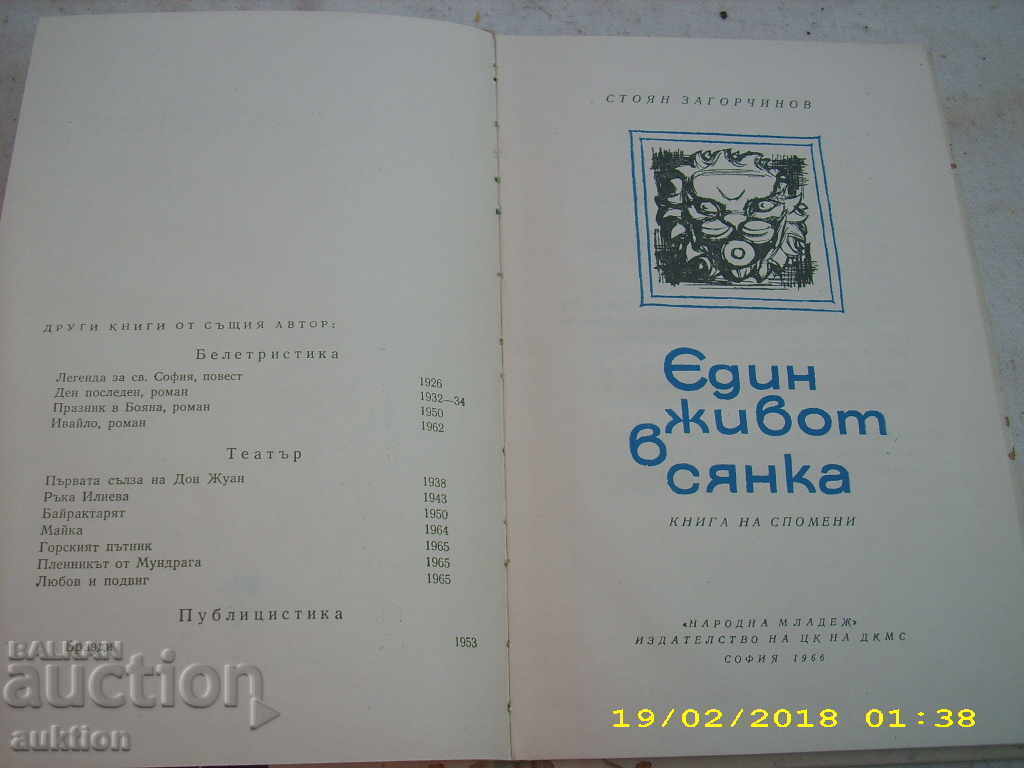 ДРУГИ КНИГИ ОТ СЪЩИЯ АВТОР:
Белетристика
Легенда за св. София, повест 1926
Ден последен, роман 1932—34
Празник в Бояна, роман 1950
Ивайло, роман 1962
Театър
Първата сълза на Дон Жуан 1938
Ръка Илиева 1943
Байрактарят 1950
Майка 1964
Горският пътник 1965
Пленникът от Мундрага 1965
Любов и подвиг 1965
Публицистика
Бразди 1953
СТОЯН ЗАГОРЧИНОВ
Един
живот
в
сянка
КНИГА НА СПОМЕНИ
«НАРОДНА МЛАДЕЖ»
ИЗДАТЕЛСТВО НА ЦК НА ДКМС
СОФИЯ 1966
BALKAN
auction
auktion
19/02/2018 01:38